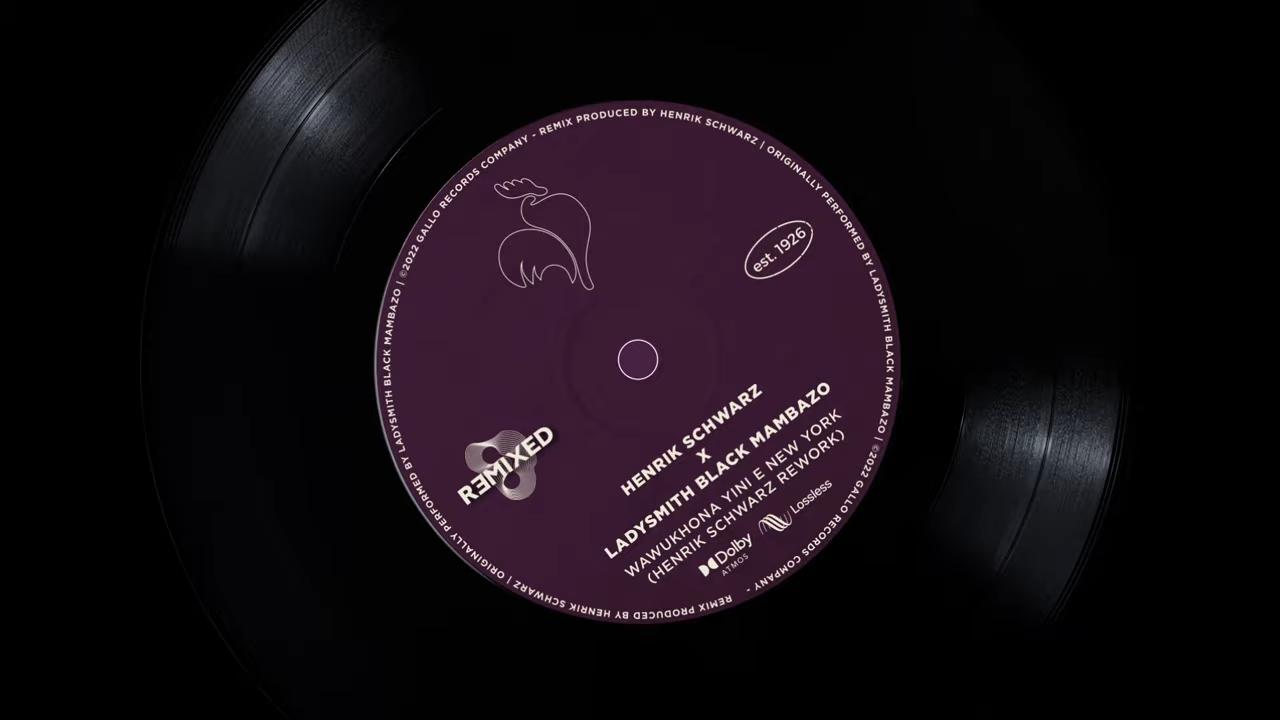 REMIX PRODUCED BY HENRIK SCHWARZ | ORIGINALLY PERFORMED BY LADYSMITH BLACK MAMBAZO | ©2022 GALLO RECORDS COMPANY -
REMIX PRODUCED BY HENRIK SCHWARZ | ORIGINALLY PERFORMED BY LADYSMITH BLACK MAMBAZO | ©2022 GALLO RECORDS COMPANY -
est. 1926
REMIXED
HENRIK SCHWARZ
X
LADYSMITH BLACK MAMBAZO
WAWUKHONA YINI E NEW YORK
(HENRIK SCHWARZ REWORK)
Dolby
ATMOS
Lossless